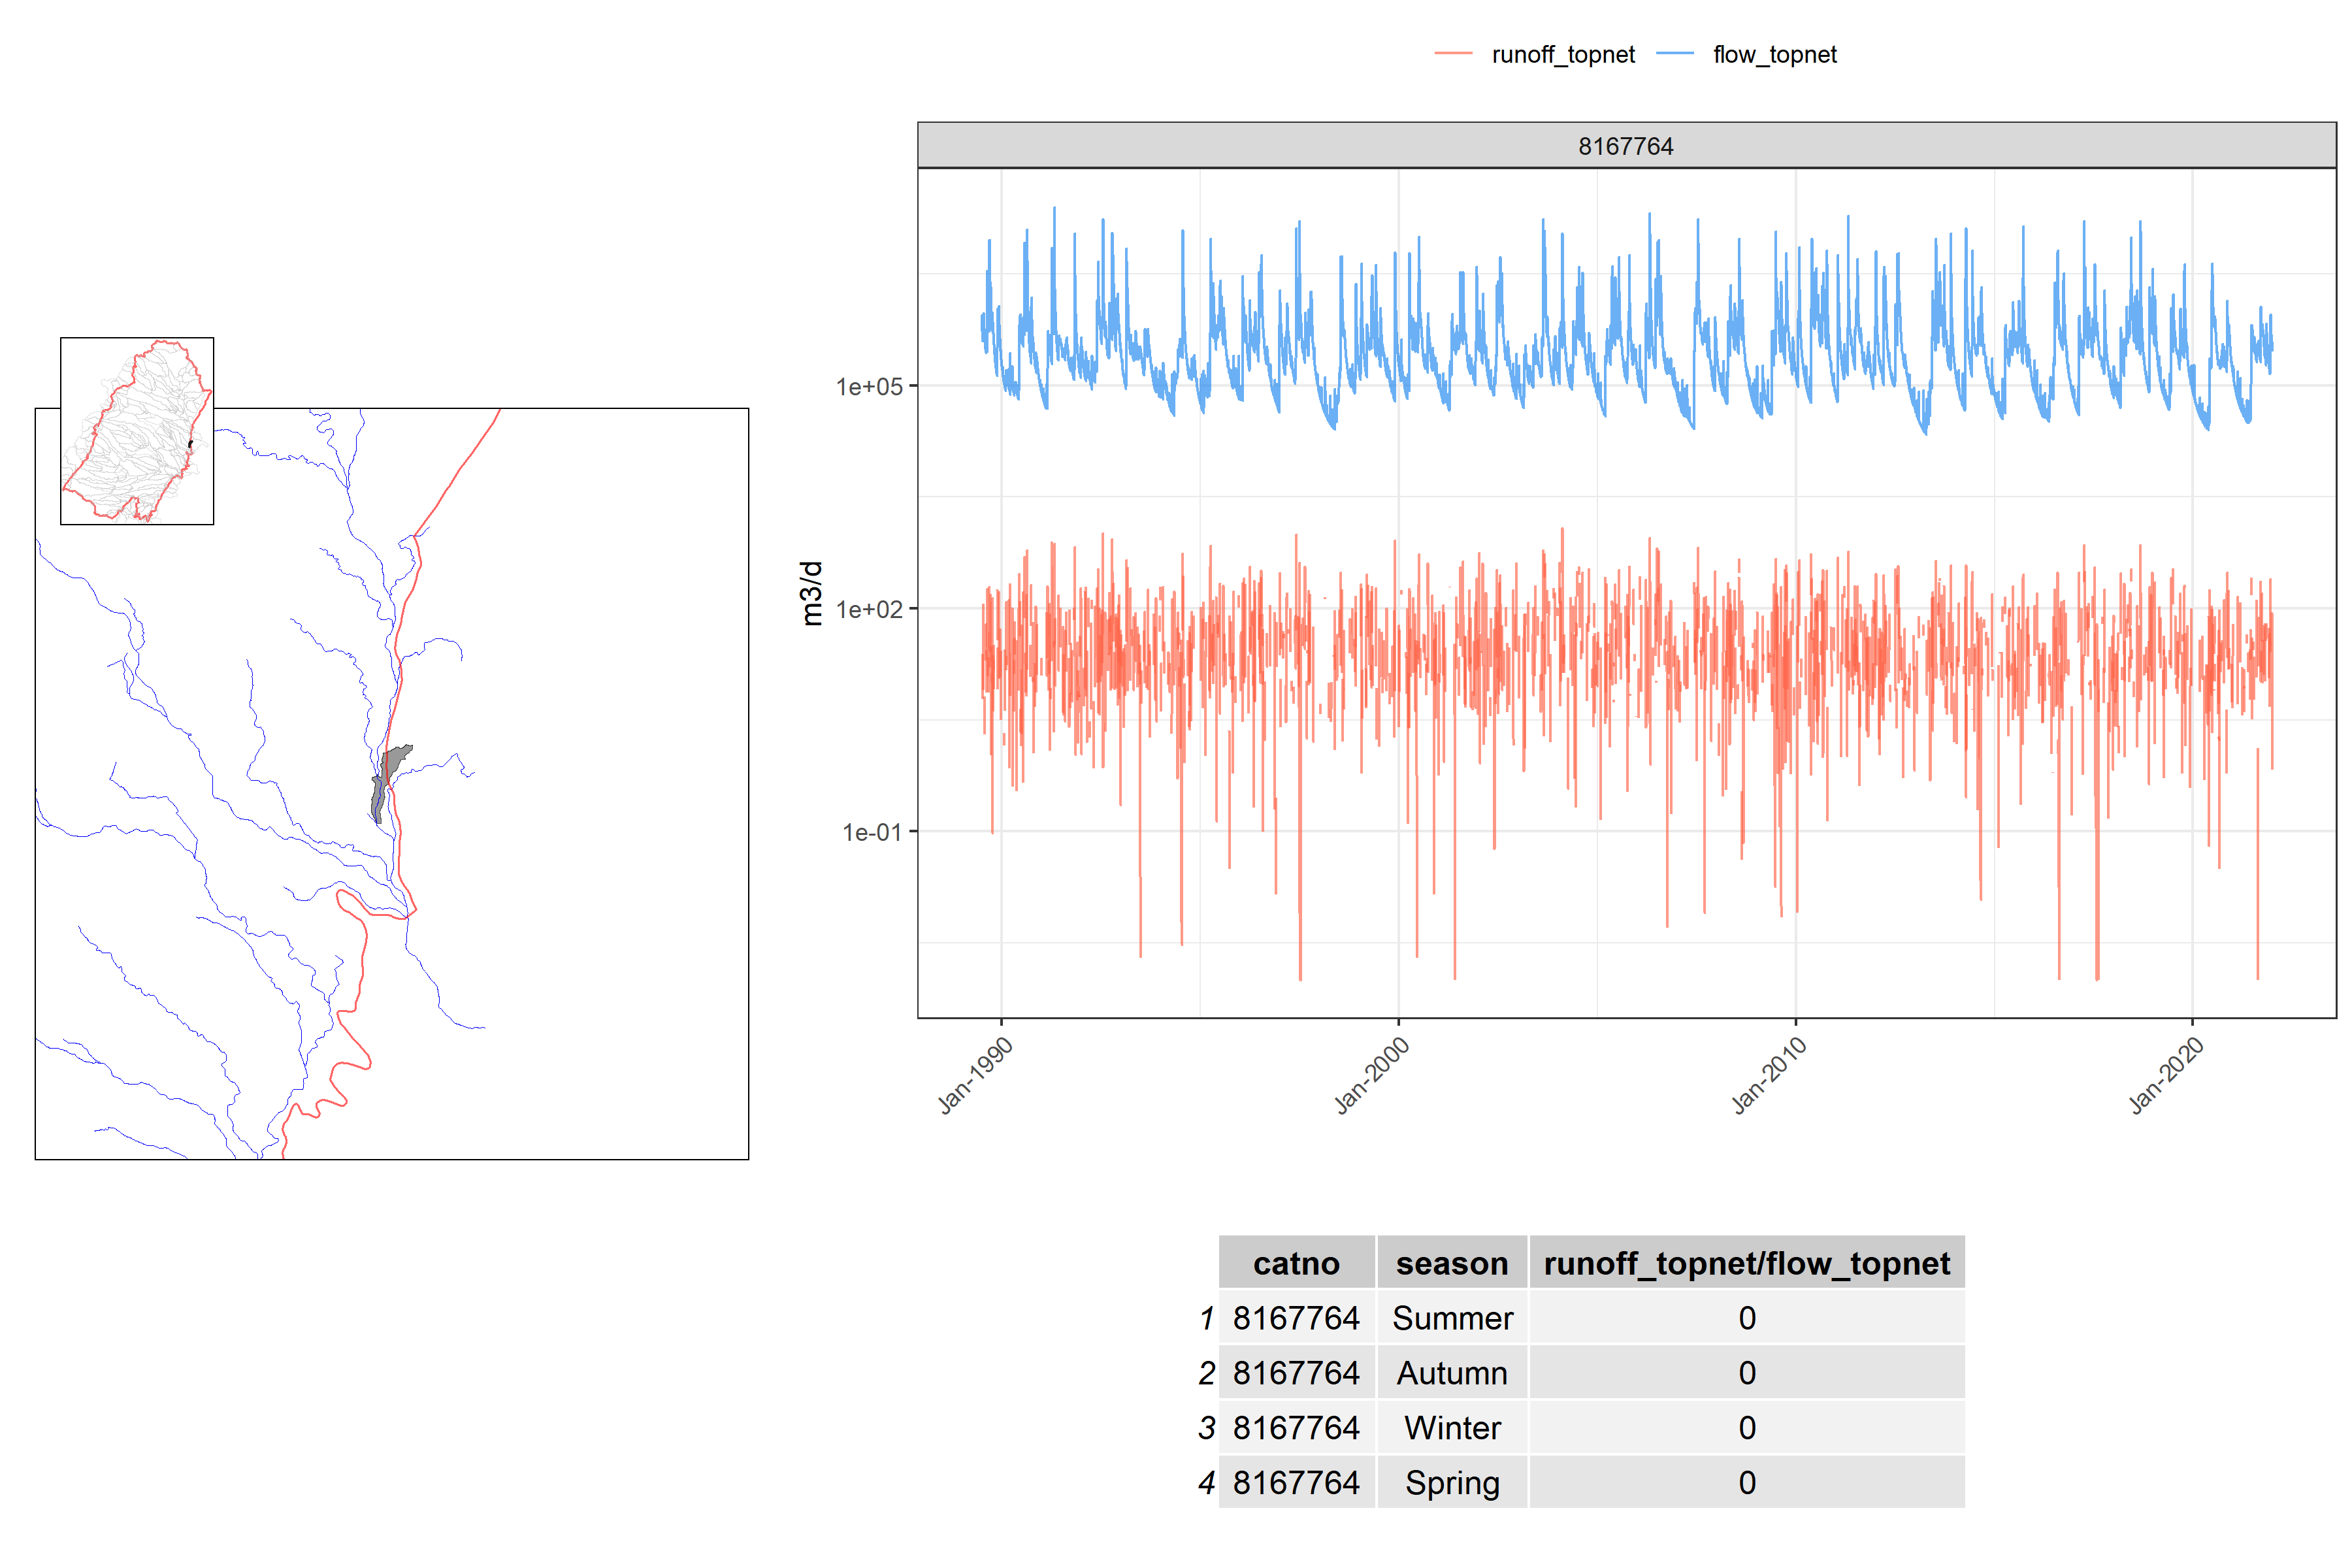 runoff_topnet flow_topnet
8167764
m3/d
1e+05
1e+02
1e-01
Jan-1990 Jan-2000 Jan-2010 Jan-2020
catno season runoff_topnet/flow_topnet
1 8167764 Summer 0
2 8167764 Autumn 0
3 8167764 Winter 0
4 8167764 Spring 0